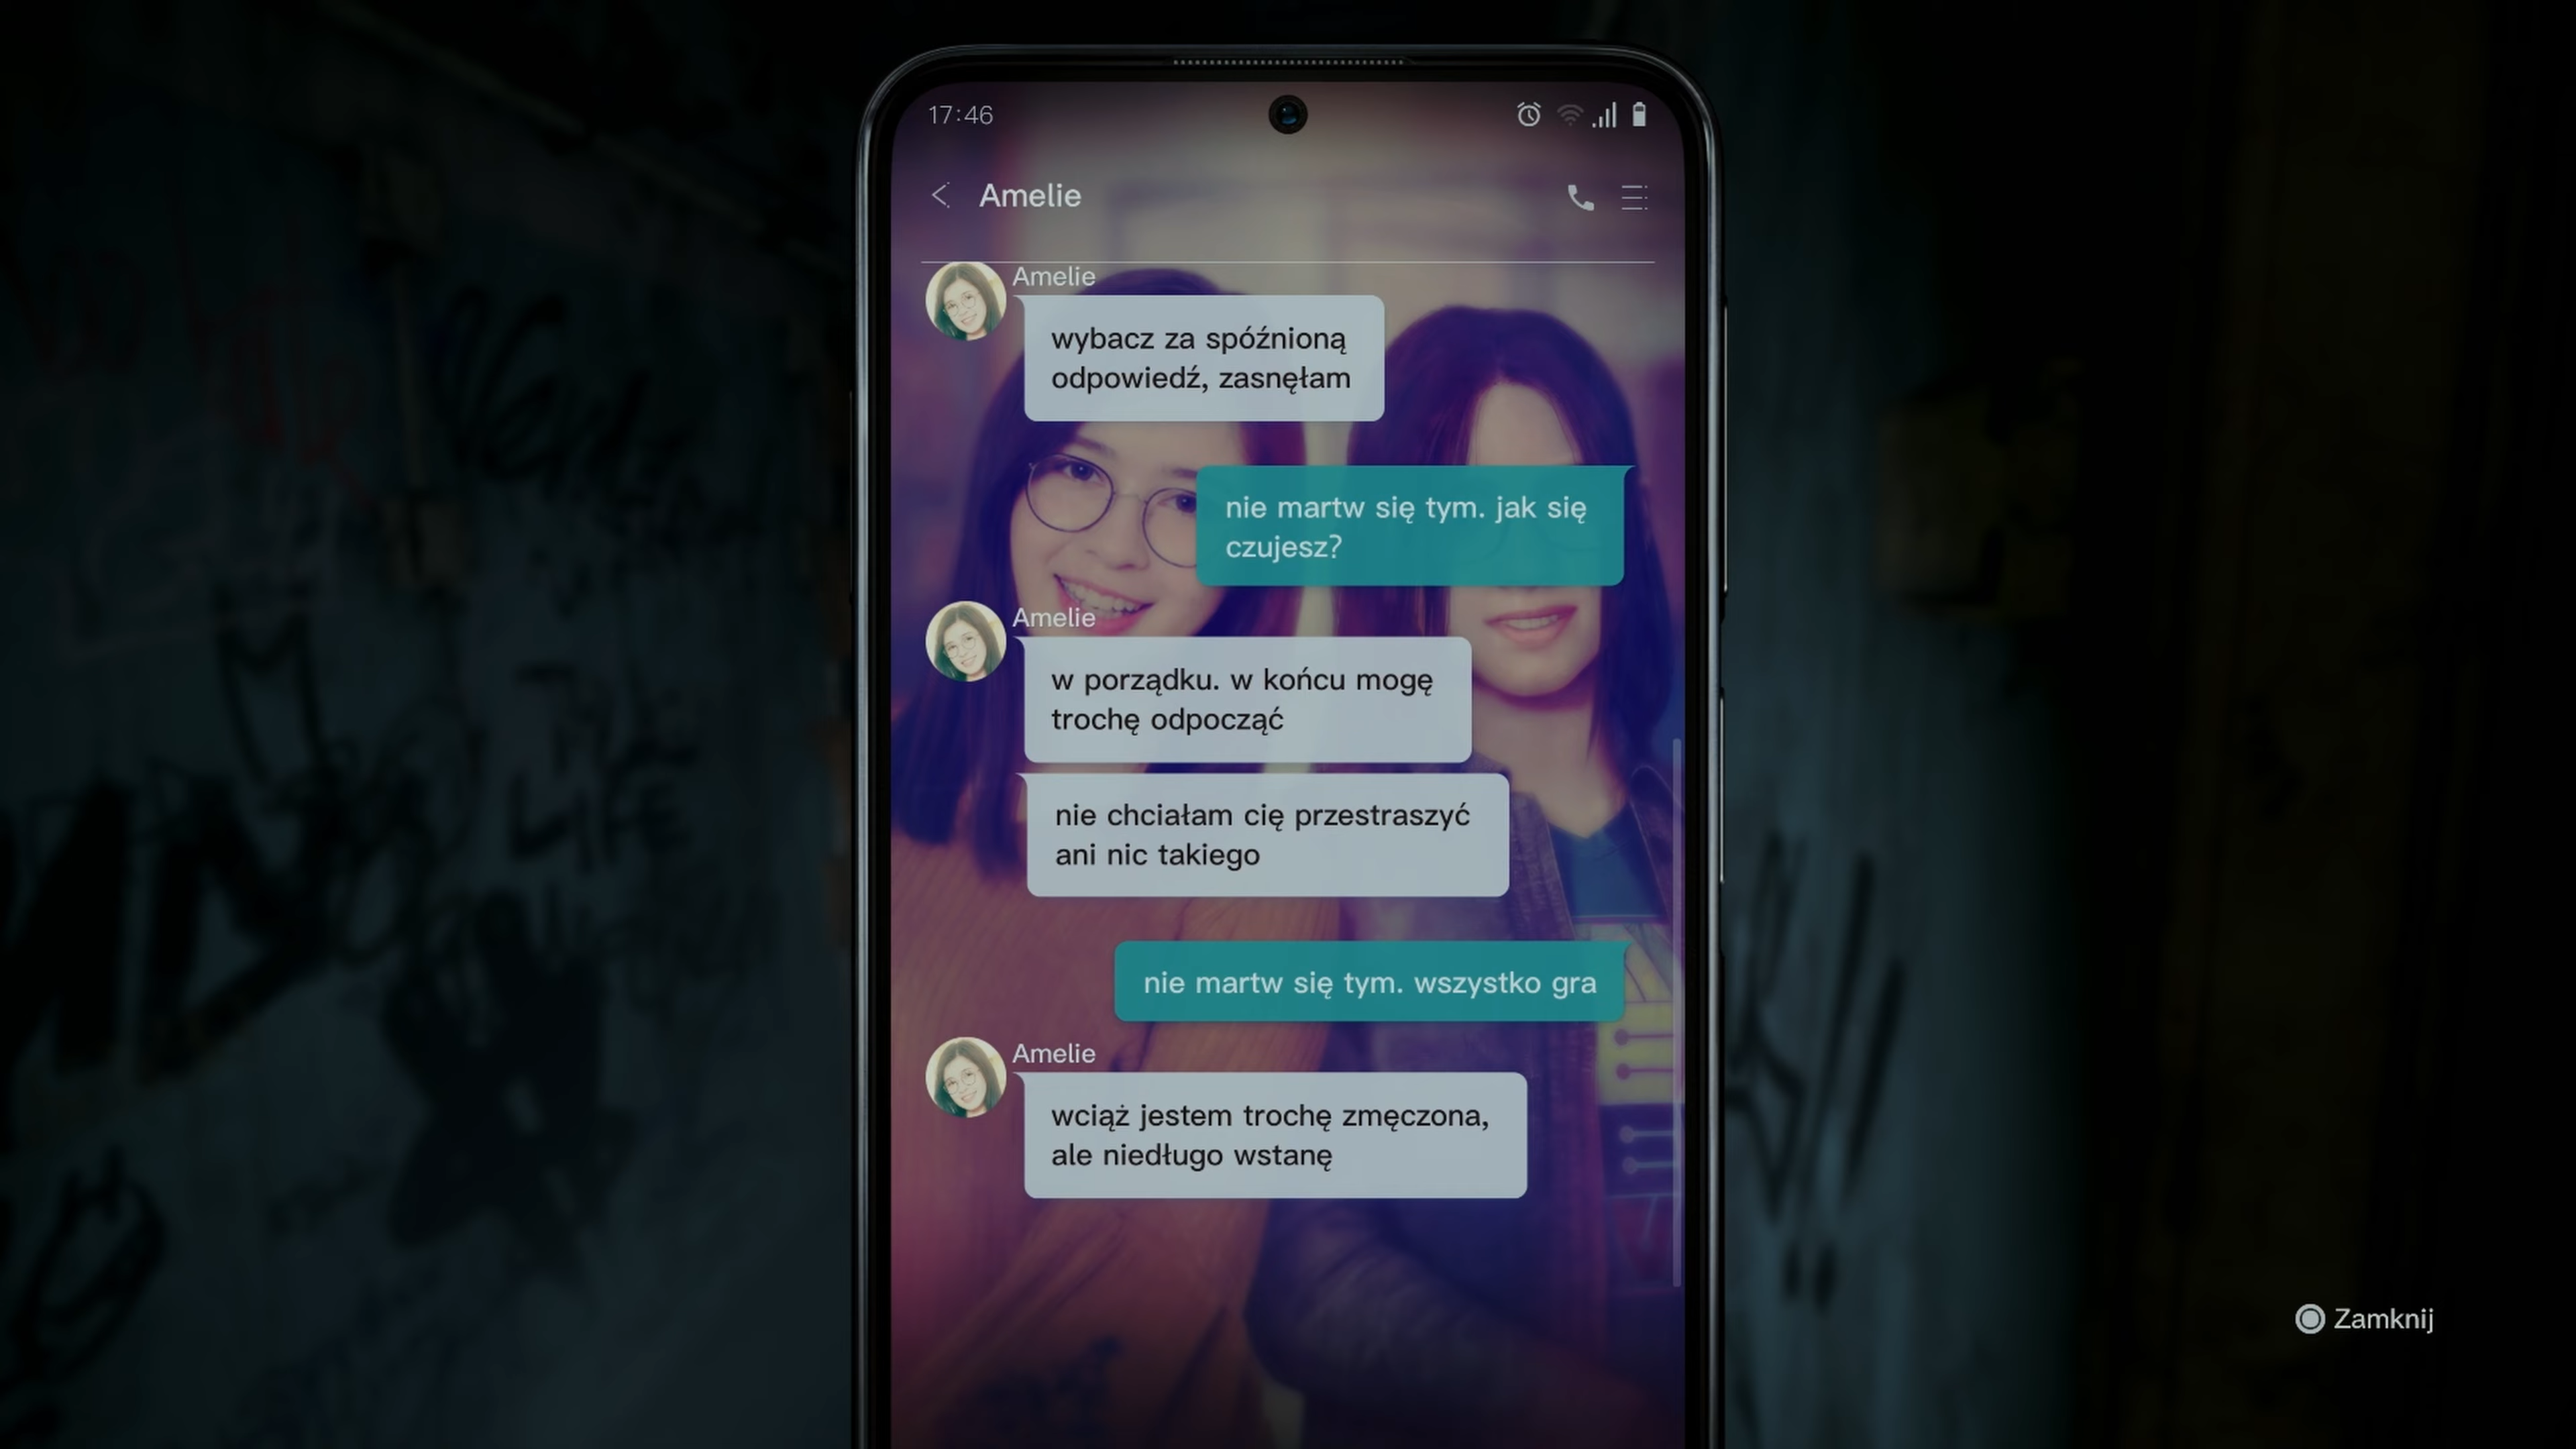 17:46
Amelie
Amelie
wybacz za spóźnioną
odpowiedź, zasnęłam
nie martw się tym. jak się
czujesz?
Amelie
w porządku. w końcu mogę
trochę odpocząć
nie chciałam cię przestraszyć
ani nic takiego
nie martw się tym. wszystko gra
Amelie
wciąż jestem trochę zmęczona,
ale niedługo wstanę
LIFE
Zamknij